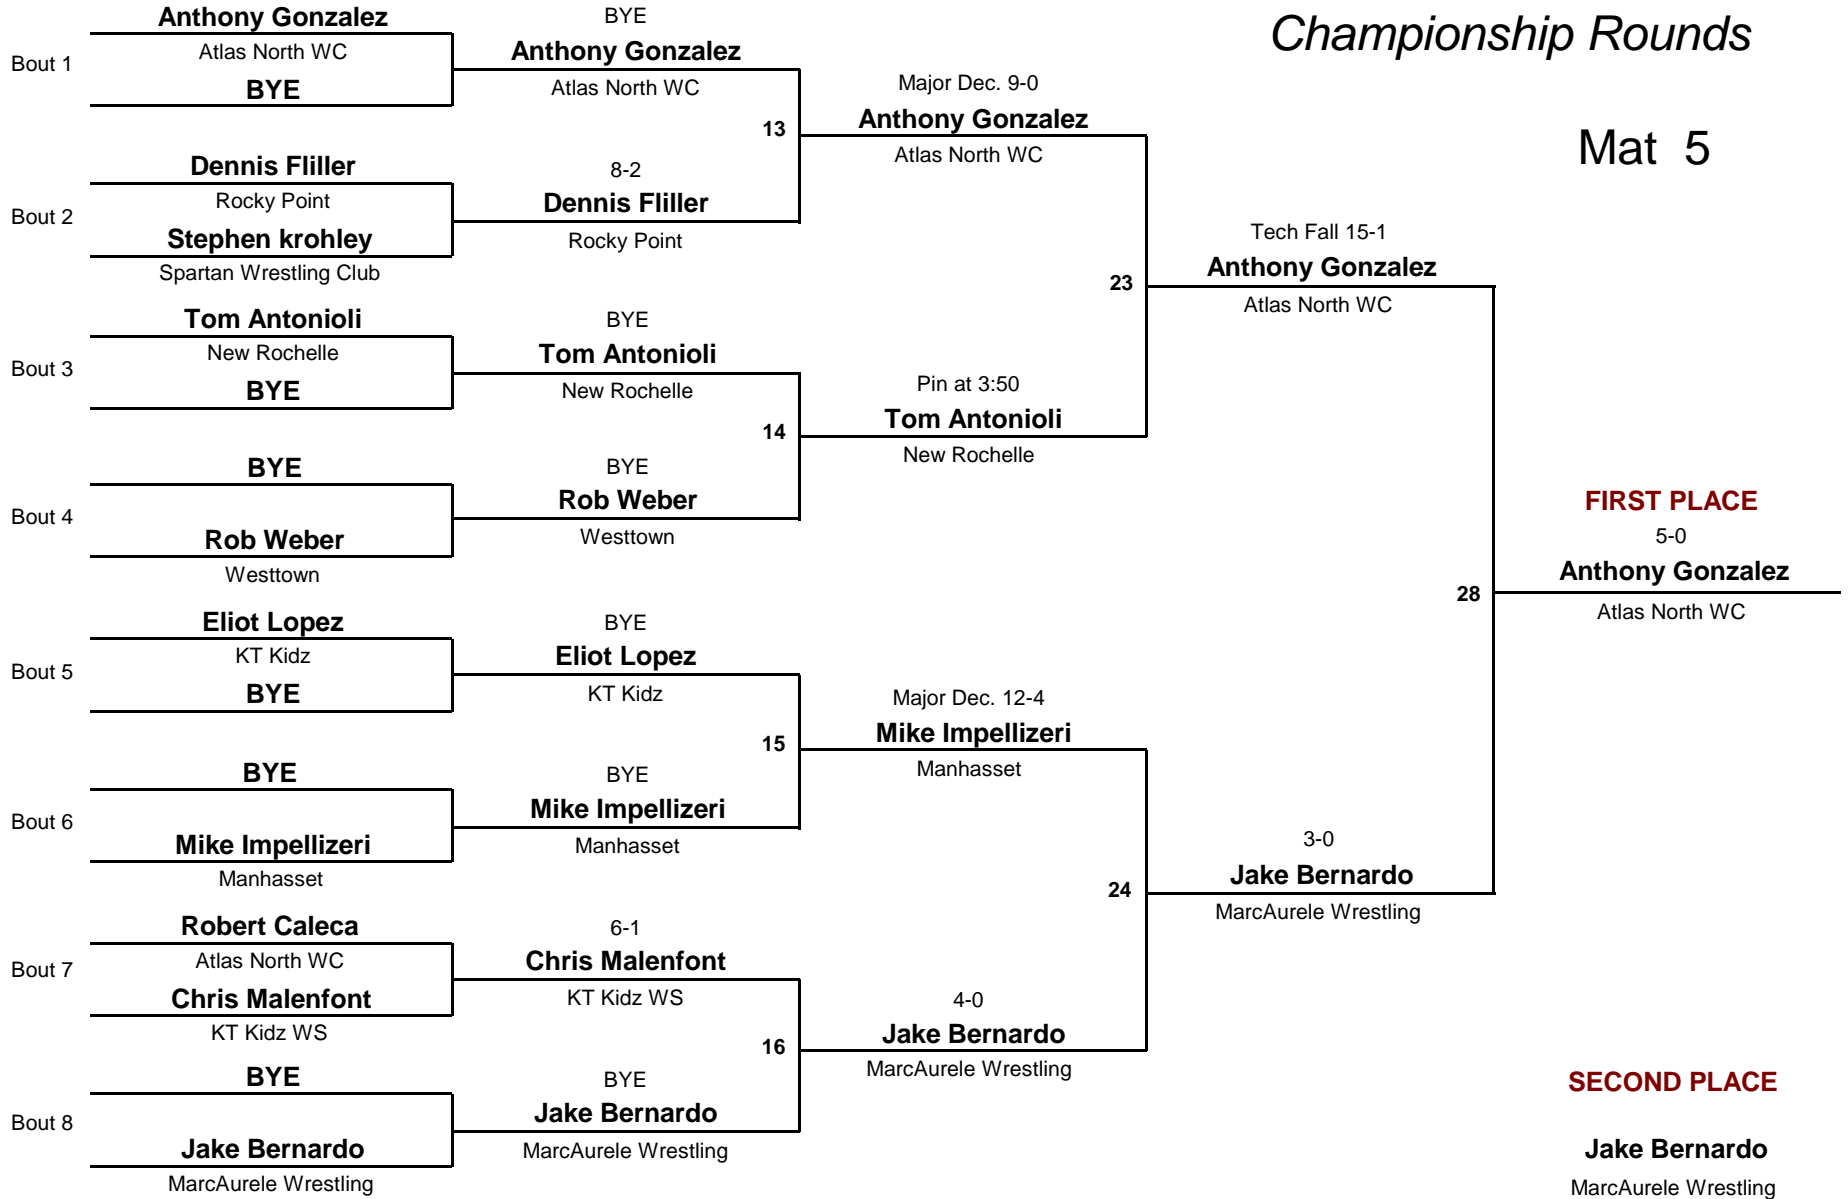 Championship Rounds
Mat 5
Bout 1
Anthony Gonzalez
Atlas North WC
BYE
Bout 2
Dennis Fliller
Rocky Point
Stephen krohley
Spartan Wrestling Club
Bout 3
Tom Antonioli
New Rochelle
BYE
Bout 4
BYE
Rob Weber
Westtown
Bout 5
Eliot Lopez
KT Kidz
BYE
Bout 6
BYE
Mike Impellizeri
Manhasset
Bout 7
Robert Caleca
Atlas North WC
Chris Malenfont
KT Kidz WS
Bout 8
BYE
Jake Bernardo
MarcAurele Wrestling
BYE
Anthony Gonzalez
Atlas North WC
13
8-2
Dennis Fliller
Rocky Point
BYE
Tom Antonioli
New Rochelle
14
BYE
Rob Weber
Westtown
BYE
Eliot Lopez
KT Kidz
15
BYE
Mike Impellizeri
Manhasset
6-1
Chris Malenfont
KT Kidz WS
16
BYE
Jake Bernardo
MarcAurele Wrestling
Major Dec. 9-0
Anthony Gonzalez
Atlas North WC
23
Pin at 3:50
Tom Antonioli
New Rochelle
Major Dec. 12-4
Mike Impellizeri
Manhasset
24
4-0
Jake Bernardo
MarcAurele Wrestling
Tech Fall 15-1
Anthony Gonzalez
Atlas North WC
28
3-0
Jake Bernardo
MarcAurele Wrestling
FIRST PLACE
5-0
Anthony Gonzalez
Atlas North WC
SECOND PLACE
Jake Bernardo
MarcAurele Wrestling